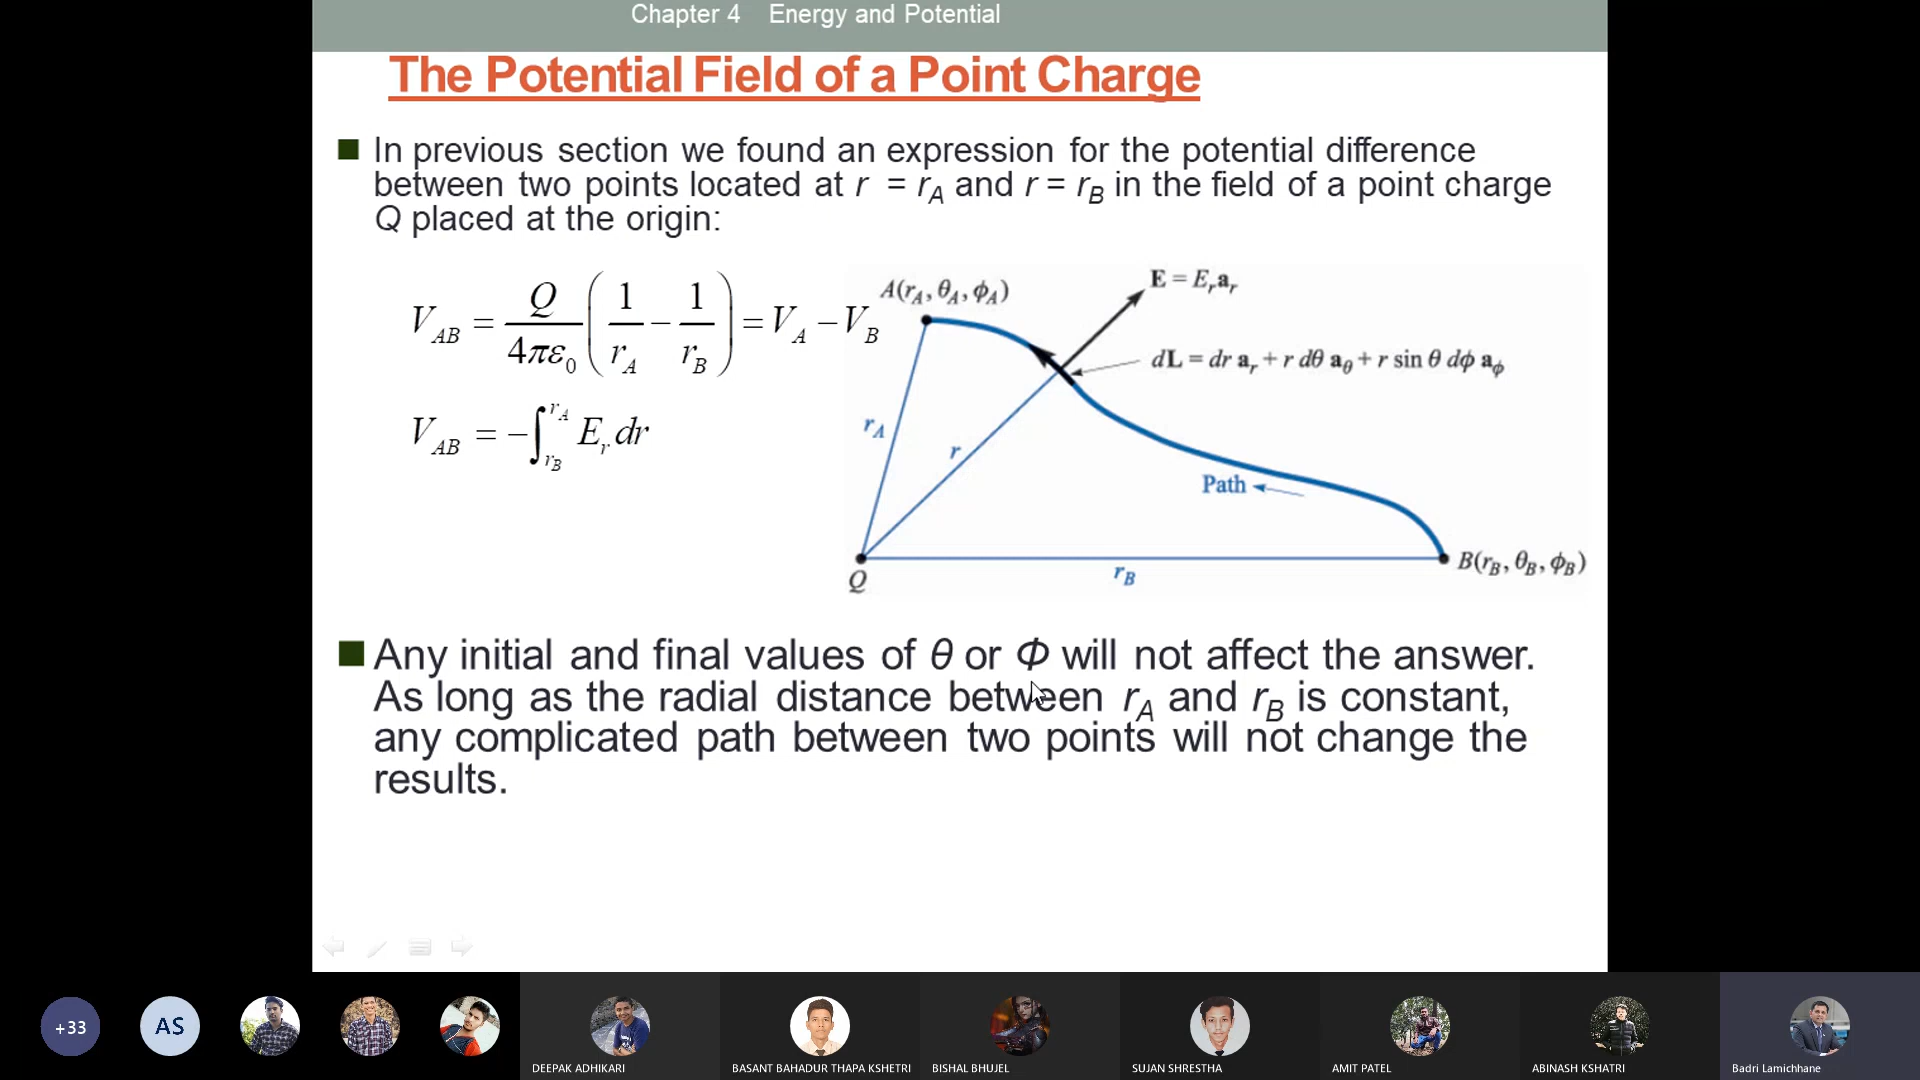 Chapter 4 Energy and Potential
The Potential Field of a Point Charge
In previous section we found an expression for the potential difference
between two points located at r = r_A and r = r_B in the field of a point charge
Q placed at the origin:
V_AB = Q / 4πε_0 ( 1 / r_A − 1 / r_B ) = V_A − V_B
V_AB = −∫_{r_B}^{r_A} E_r dr
A(r_A, θ_A, ϕ_A)
E = E_r a_r
dL = dr a_r + r dθ a_θ + r sin θ dϕ a_ϕ
r_A
r
Path
Q
r_B
B(r_B, θ_B, ϕ_B)
Any initial and final values of θ or Φ will not affect the answer.
As long as the radial distance between r_A and r_B is constant,
any complicated path between two points will not change the
results.
+33
AS
DEEPAK ADHIKARI
BASANT BAHADUR THAPA KSHETRI
BISHAL BHUJEL
SUJAN SHRESTHA
AMIT PATEL
ABINASH KSHATRI
Badri Lamichhane